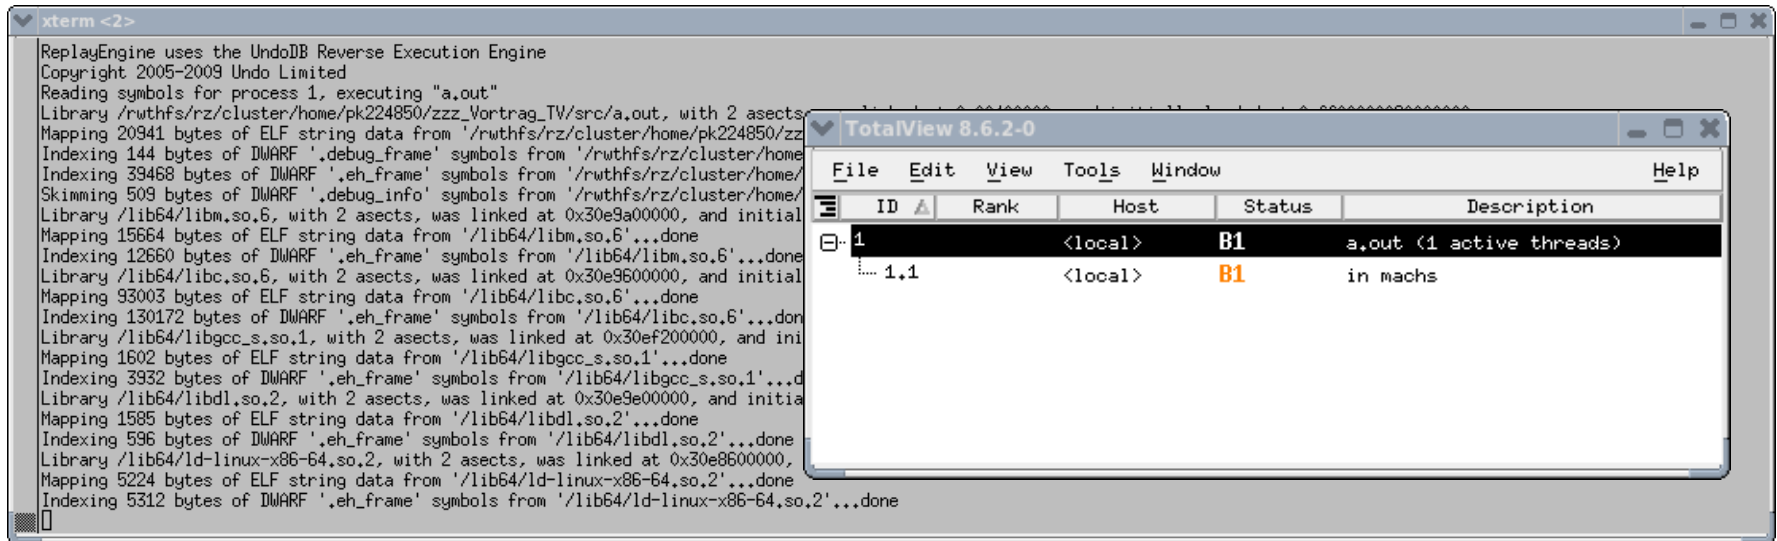 xterm <2>
ReplayEngine uses the UndoDB Reverse Execution Engine
Copyright 2005-2009 Undo Limited
Reading symbols for process 1, executing "a.out"
Library /rwthfs/rz/cluster/home/pk224850/zzz_Vortrag_TV/src/a.out, with 2 asects
Mapping 20941 bytes of ELF string data from '/rwthfs/rz/cluster/home/pk224850/zz
Indexing 144 bytes of DWARF '.debug_frame' symbols from '/rwthfs/rz/cluster/home
Indexing 39468 bytes of DWARF '.eh_frame' symbols from '/rwthfs/rz/cluster/home/
Skimming 509 bytes of DWARF '.debug_info' symbols from '/rwthfs/rz/cluster/home/
Library /lib64/libm.so.6, with 2 asects, was linked at 0x30e9a00000, and initial
Mapping 15664 bytes of ELF string data from '/lib64/libm.so.6'...done
Indexing 12660 bytes of DWARF '.eh_frame' symbols from '/lib64/libm.so.6'...done
Library /lib64/libc.so.6, with 2 asects, was linked at 0x30e9600000, and initial
Mapping 93003 bytes of ELF string data from '/lib64/libc.so.6'...done
Indexing 130172 bytes of DWARF '.eh_frame' symbols from '/lib64/libc.so.6'...don
Library /lib64/libgcc_s.so.1, with 2 asects, was linked at 0x30ef200000, and ini
Mapping 1602 bytes of ELF string data from '/lib64/libgcc_s.so.1'...done
Indexing 3932 bytes of DWARF '.eh_frame' symbols from '/lib64/libgcc_s.so.1'...d
Library /lib64/libdl.so.2, with 2 asects, was linked at 0x30e9e00000, and initia
Mapping 1585 bytes of ELF string data from '/lib64/libdl.so.2'...done
Indexing 596 bytes of DWARF '.eh_frame' symbols from '/lib64/libdl.so.2'...done
Library /lib64/ld-linux-x86-64.so.2, with 2 asects, was linked at 0x30e8600000,
Mapping 5224 bytes of ELF string data from '/lib64/ld-linux-x86-64.so.2'...done
Indexing 5312 bytes of DWARF '.eh_frame' symbols from '/lib64/ld-linux-x86-64.so.2'...done
TotalView 8.6.2-0
File Edit View Tools Window Help
ID Rank Host Status Description
1 <local> B1 a.out (1 active threads)
1.1 <local> B1 in machs